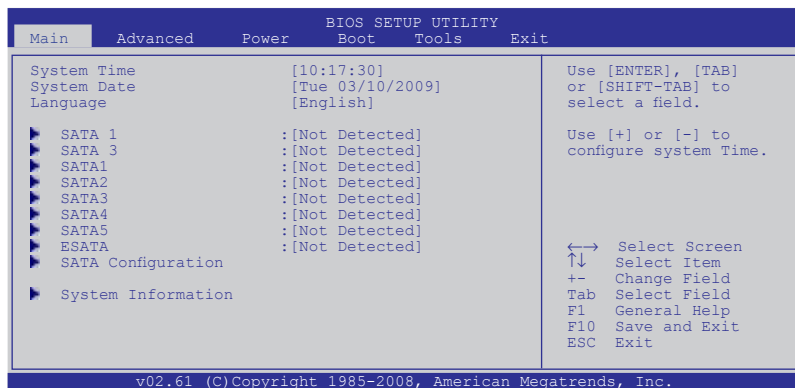 BIOS SETUP UTILITY
Main Advanced Power Boot Tools Exit
System Time [10:17:30]
System Date [Tue 03/10/2009]
Language [English]
SATA 1 :[Not Detected]
SATA 3 :[Not Detected]
SATA1 :[Not Detected]
SATA2 :[Not Detected]
SATA3 :[Not Detected]
SATA4 :[Not Detected]
SATA5 :[Not Detected]
ESATA :[Not Detected]
SATA Configuration
System Information
Use [ENTER], [TAB]
or [SHIFT-TAB] to
select a field.
Use [+] or [-] to
configure system Time.
←→ Select Screen
↑↓ Select Item
+- Change Field
Tab Select Field
F1 General Help
F10 Save and Exit
ESC Exit
v02.61 (C)Copyright 1985-2008, American Megatrends, Inc.